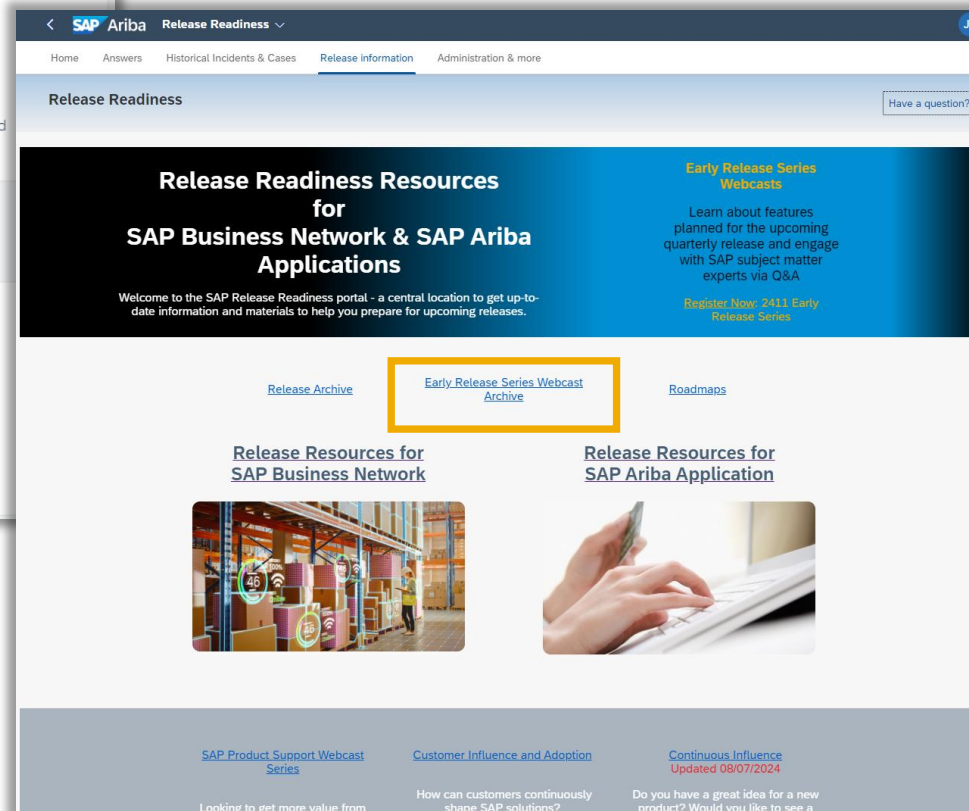 SAP Ariba Release Readiness
Home Answers Historical Incidents & Cases Release information Administration & more
Release Readiness
Have a question?
Release Readiness Resources
for
SAP Business Network & SAP Ariba
Applications
Welcome to the SAP Release Readiness portal - a central location to get up-to-
date information and materials to help you prepare for upcoming releases.
Early Release Series
Webcasts
Learn about features
planned for the upcoming
quarterly release and engage
with SAP subject matter
experts via Q&A
Register Now: 2411 Early
Release Series
Release Archive
Early Release Series Webcast
Archive
Roadmaps
Release Resources for
SAP Business Network
Release Resources for
SAP Ariba Application
100%
46
46
SAP Product Support Webcast
Series
Looking to get more value from
Customer Influence and Adoption
How can customers continuously
shape SAP solutions?
Continuous Influence
Updated 08/07/2024
Do you have a great idea for a new
product? Would you like to see a